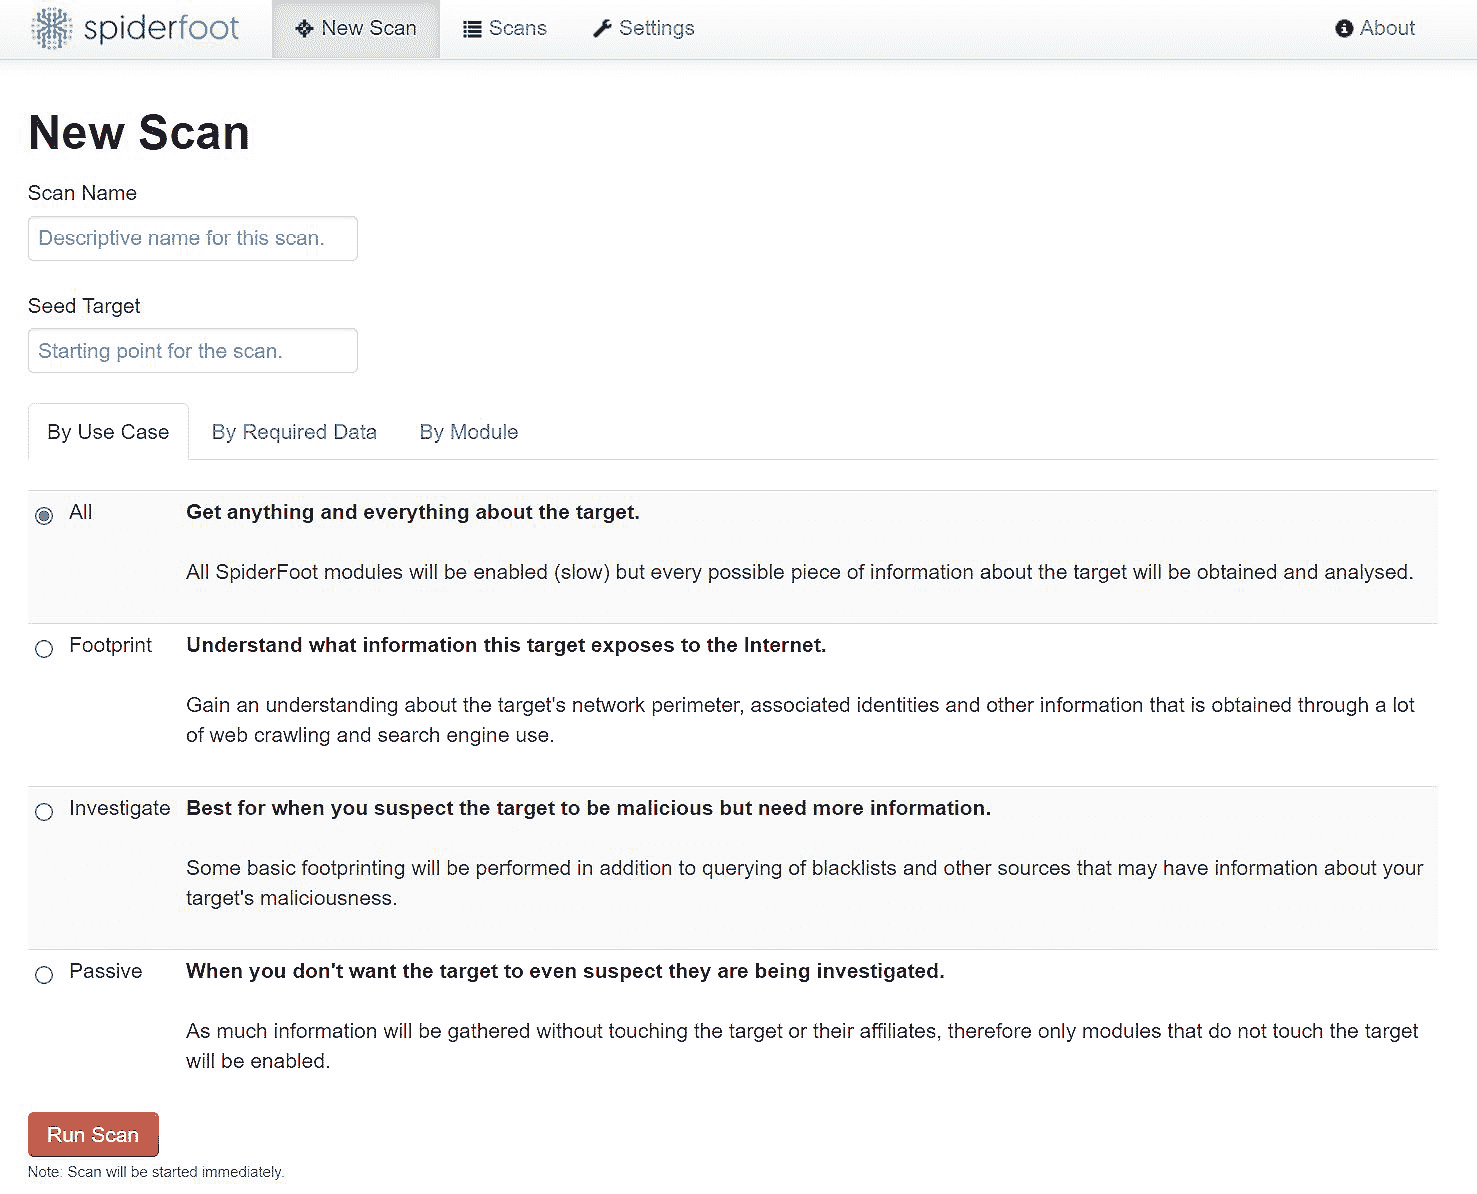 spiderfoot
New Scan
Scans
Settings
About
New Scan
Scan Name
Descriptive name for this scan.
Seed Target
Starting point for the scan.
By Use Case
By Required Data
By Module
All
Get anything and everything about the target.
All SpiderFoot modules will be enabled (slow) but every possible piece of information about the target will be obtained and analysed.
Footprint
Understand what information this target exposes to the Internet.
Gain an understanding about the target's network perimeter, associated identities and other information that is obtained through a lot
of web crawling and search engine use.
Investigate
Best for when you suspect the target to be malicious but need more information.
Some basic footprinting will be performed in addition to querying of blacklists and other sources that may have information about your
target's maliciousness.
Passive
When you don't want the target to even suspect they are being investigated.
As much information will be gathered without touching the target or their affiliates, therefore only modules that do not touch the target
will be enabled.
Run Scan
Note: Scan will be started immediately.